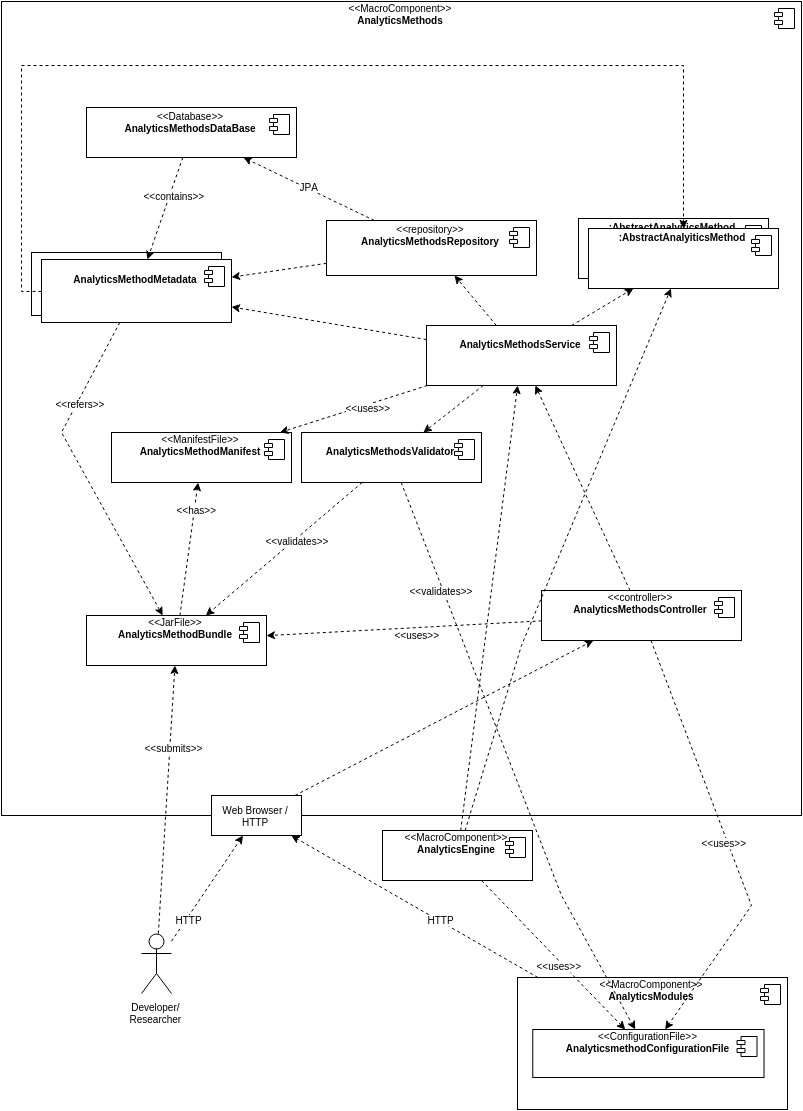 <<MacroComponent>>
AnalyticsMethods
<<Database>>
AnalyticsMethodsDataBase
<<contains>>
JPA
<<repository>>
AnalyticsMethodsRepository
:AbstractAnalyiticMethod
:AbstractAnalyiticMethod
AnalyticsMethodMetadata
AnalyticsMethodsService
<<refers>>
<<uses>>
<<ManifestFile>>
AnalyticsMethodManifest
AnalyticsMethodsValidator
<<has>>
<<validates>>
<<validates>>
<<controller>>
AnalyticsMethodsController
<<JarFile>>
AnalyticsMethodBundle
<<uses>>
<<submits>>
Web Browser /
HTTP
<<MacroComponent>>
AnalyticsEngine
<<uses>>
HTTP
HTTP
<<uses>>
Developer/
Researcher
<<MacroComponent>>
AnalyticsModules
<<ConfigurationFile>>
AnalyticsmethodConfigurationFile